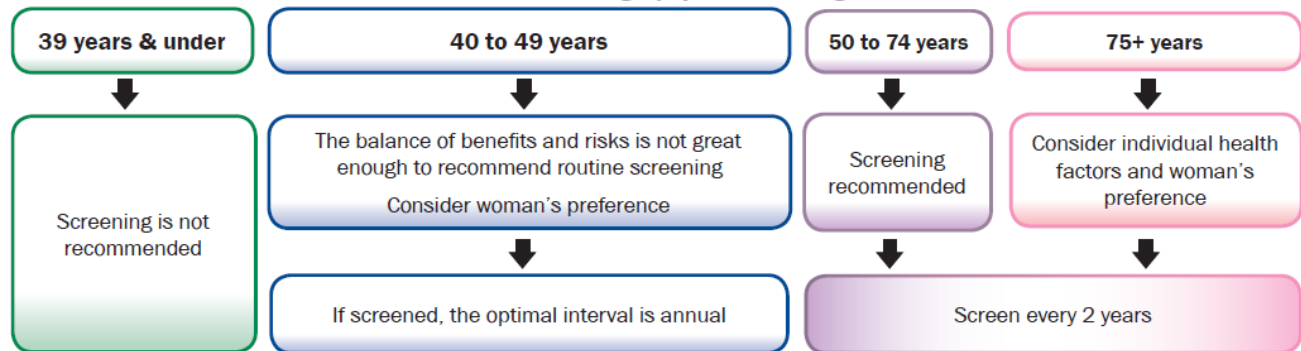 39 years & under
40 to 49 years
50 to 74 years
75+ years
Screening is not
recommended
The balance of benefits and risks is not great
enough to recommend routine screening
Consider woman’s preference
Screening
recommended
Consider individual health
factors and woman’s
preference
If screened, the optimal interval is annual
Screen every 2 years